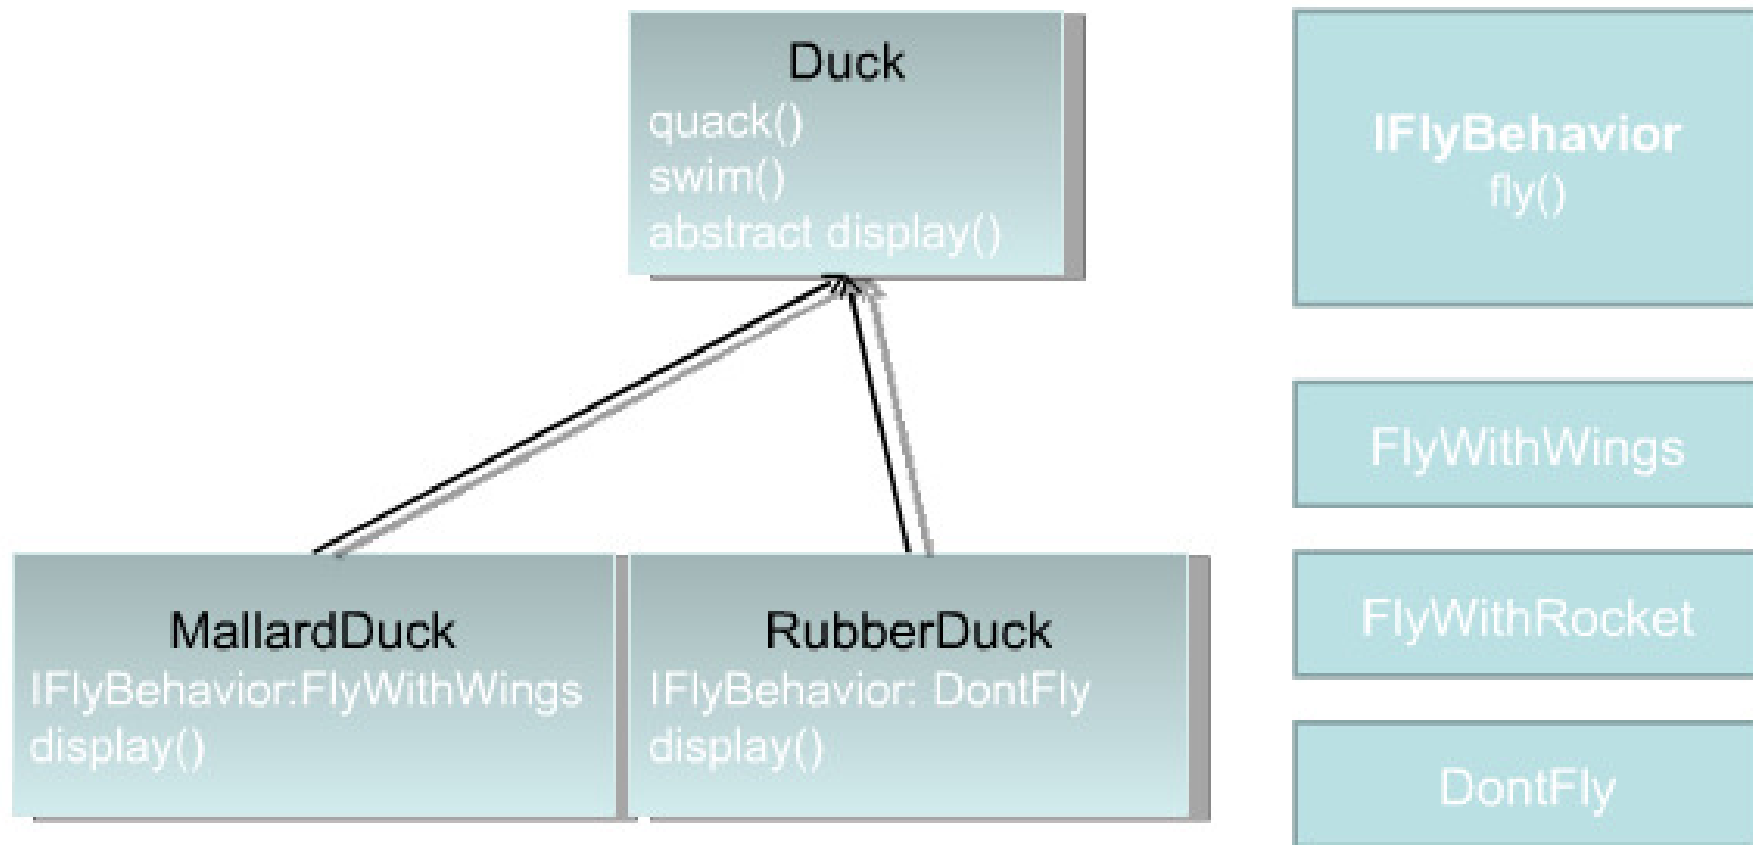 Duck
quack()
swim()
abstract display()
IFlyBehavior
fly()
FlyWithWings
FlyWithRocket
DontFly
MallardDuck
IFlyBehavior:FlyWithWings
display()
RubberDuck
IFlyBehavior: DontFly
display()